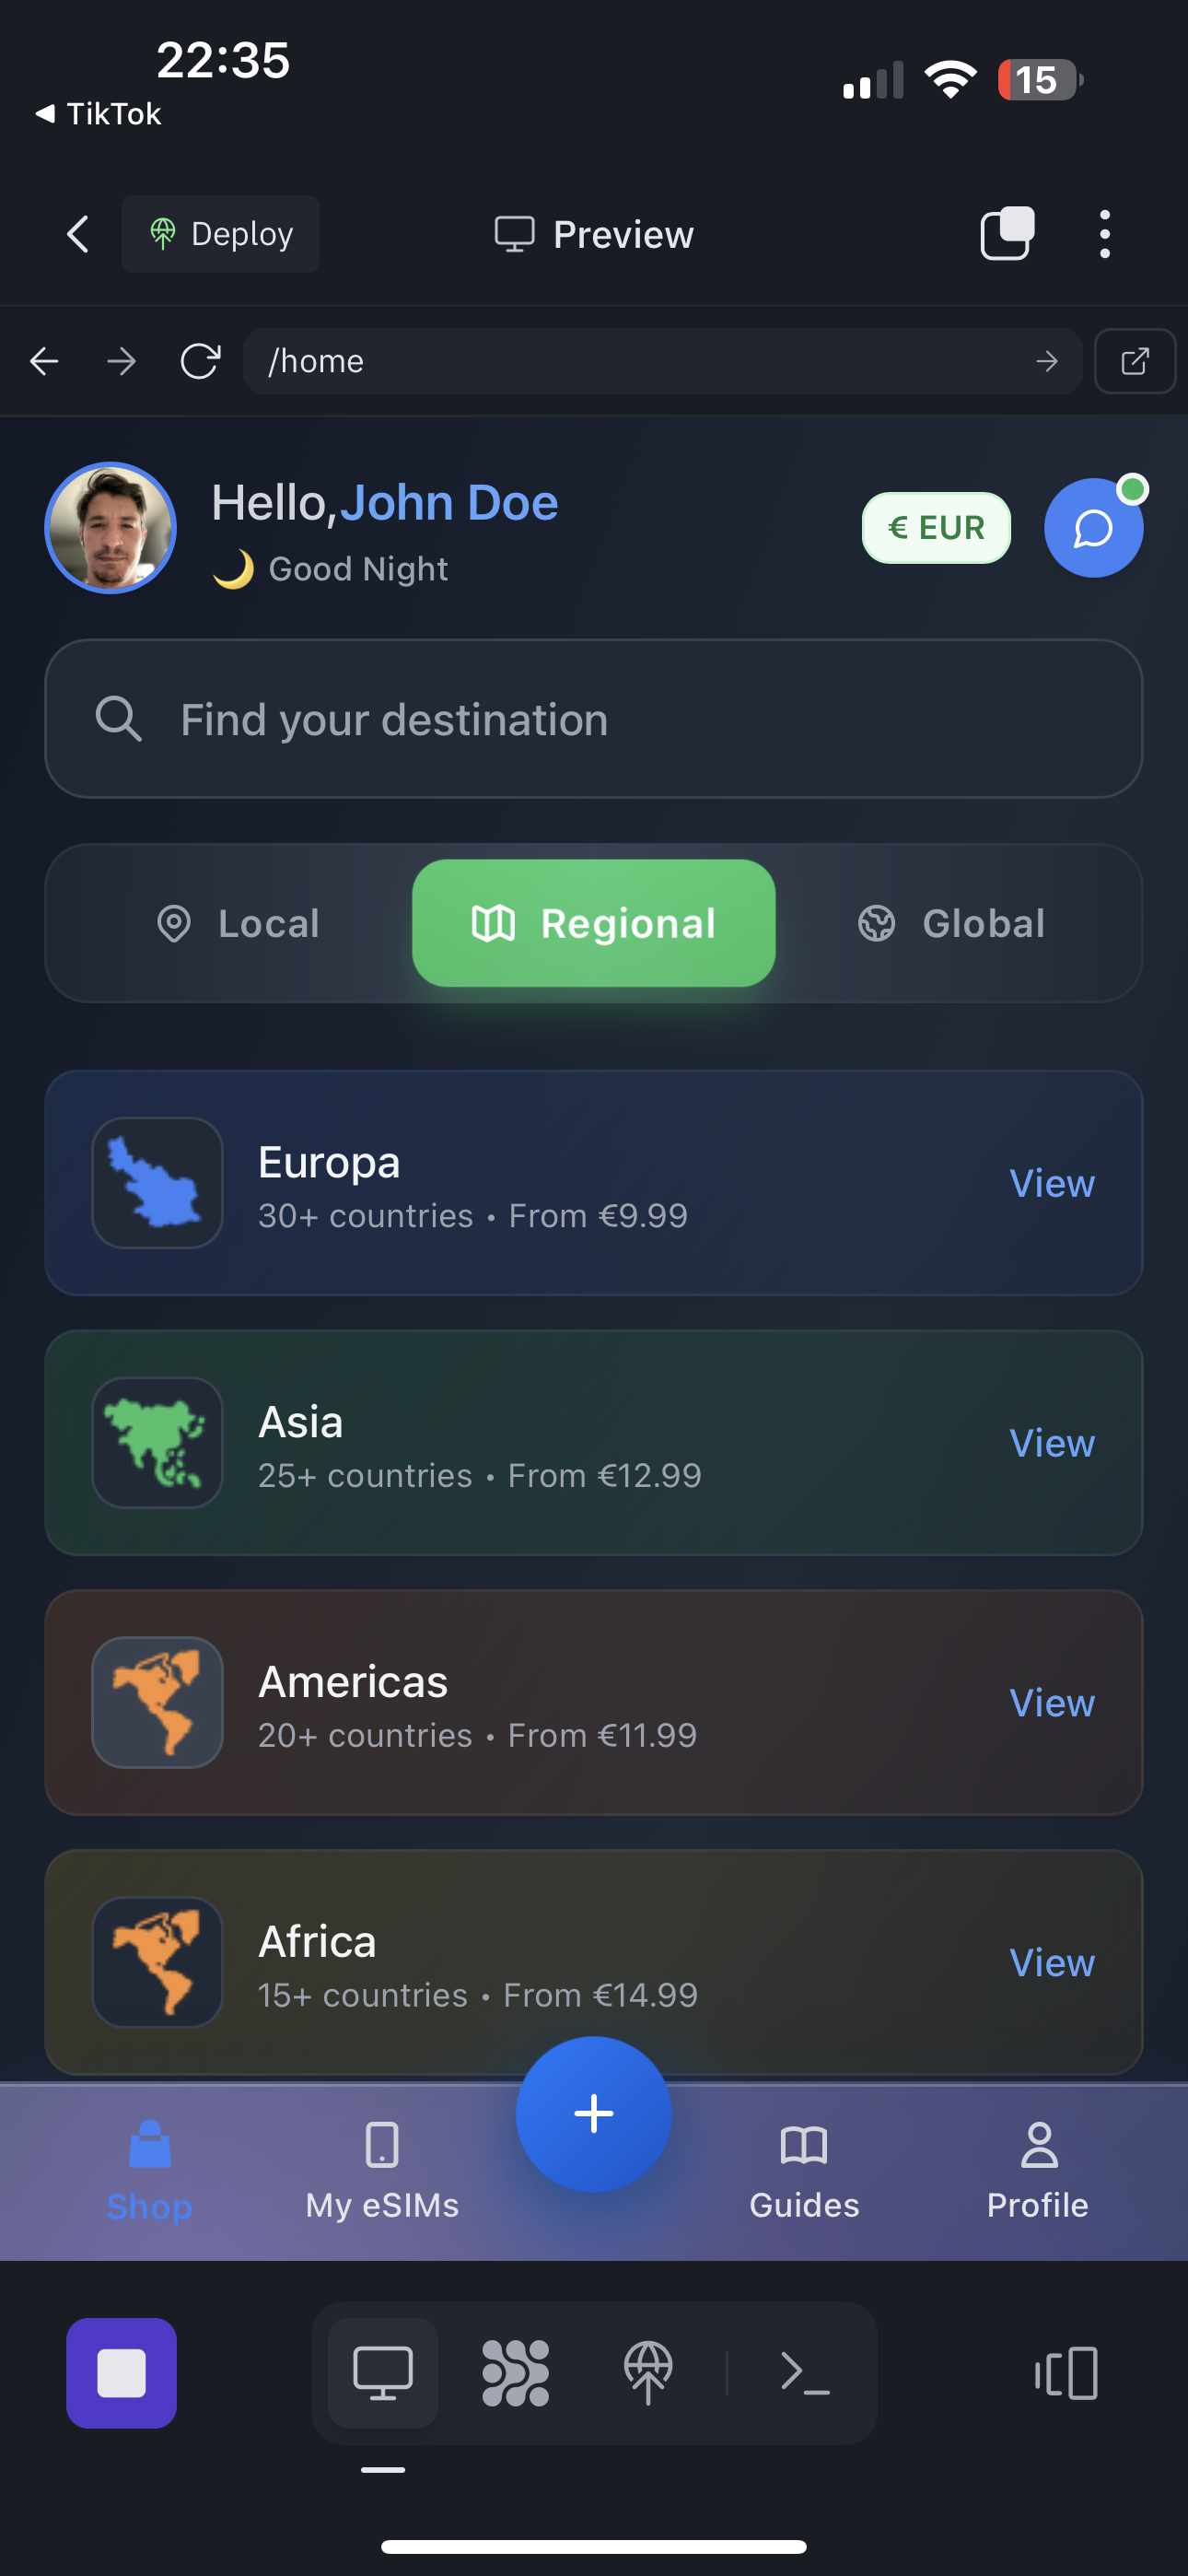 22:35
15
TikTok
Deploy
Preview
/home
Hello,John Doe
€ EUR
🌙 Good Night
Find your destination
Local
Regional
Global
Europa
30+ countries • From €9.99
View
Asia
25+ countries • From €12.99
View
Americas
20+ countries • From €11.99
View
Africa
15+ countries • From €14.99
View
Shop
My eSIMs
Guides
Profile